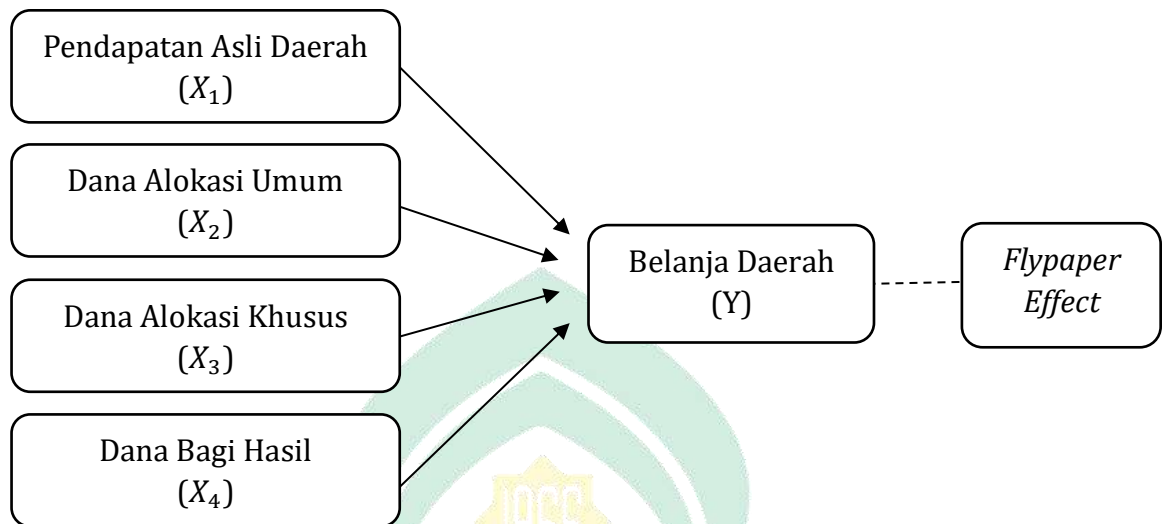 Pendapatan Asli Daerah
(X₁)
Dana Alokasi Umum
(X₂)
Dana Alokasi Khusus
(X₃)
Dana Bagi Hasil
(X₄)
Belanja Daerah
(Y)
Flypaper
Effect